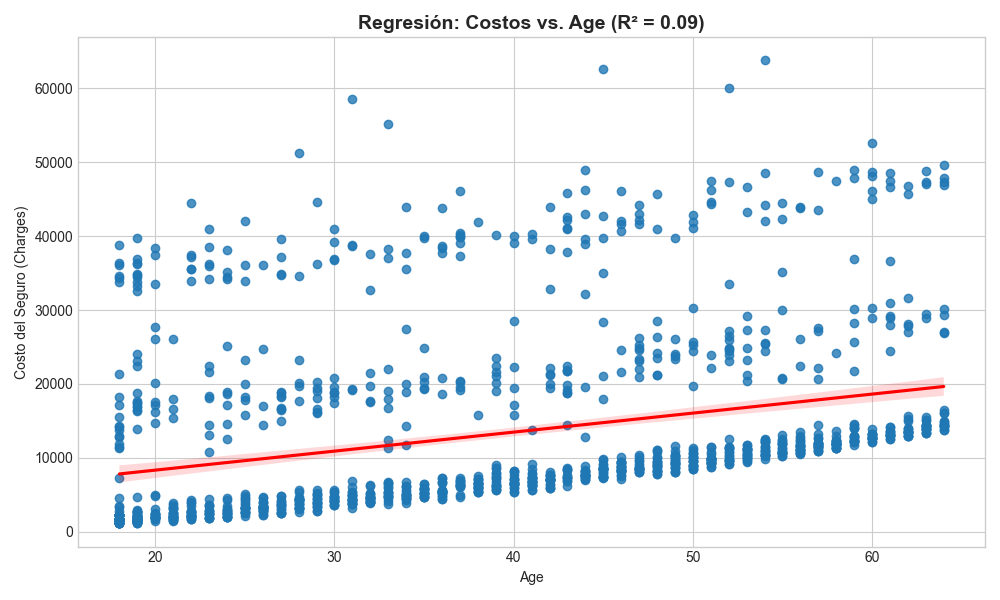 Regresión: Costos vs. Age (R² = 0.09)
Costo del Seguro (Charges)
60000
50000
40000
30000
20000
10000
0
20 30 40 50 60
Age